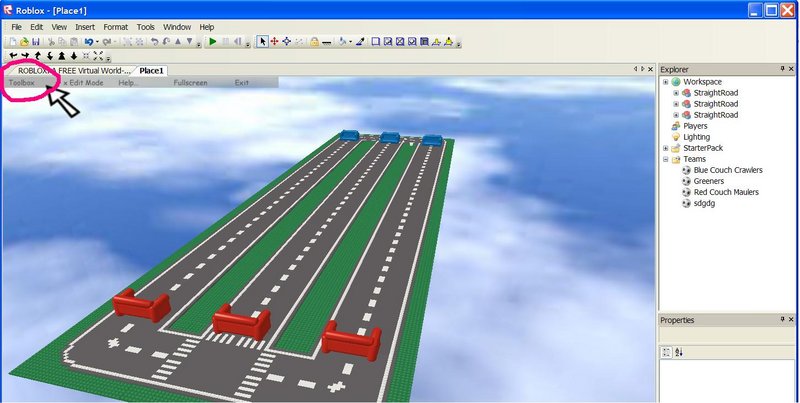 Roblox - [Place1]
File Edit View Insert Format Tools Window
ROBLOX: A FREE Virtual World-... Place1
Toolbox x Edit Mode Help... Fullscreen Exit
Explorer
Workspace
StraightRoad
StraightRoad
StraightRoad
Players
Lighting
StarterPack
Teams
Blue Couch Crawlers
Greeners
Red Couch Maulers
sdgdg
Properties